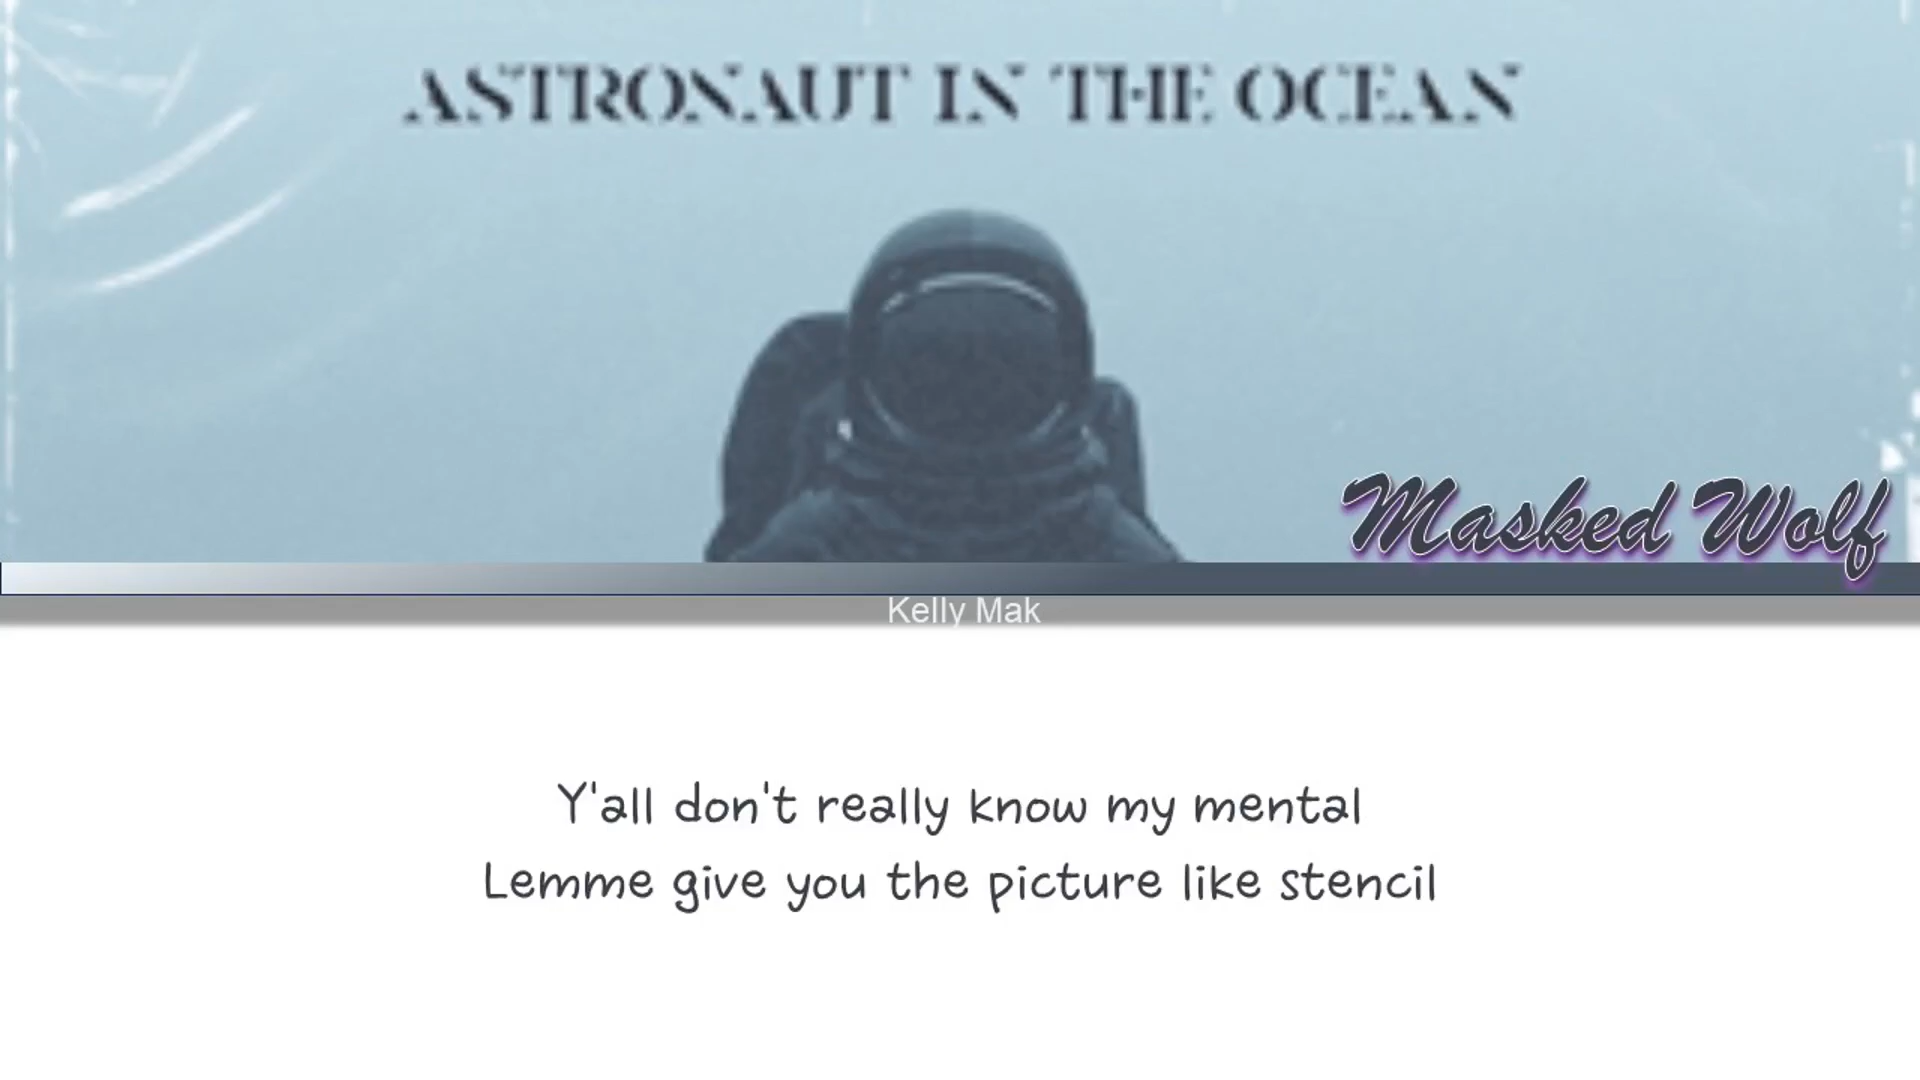 ASTRONAUT IN THE OCEAN
Masked Wolf
Kelly Mak
Y'all don't really know my mental
Lemme give you the picture like stencil